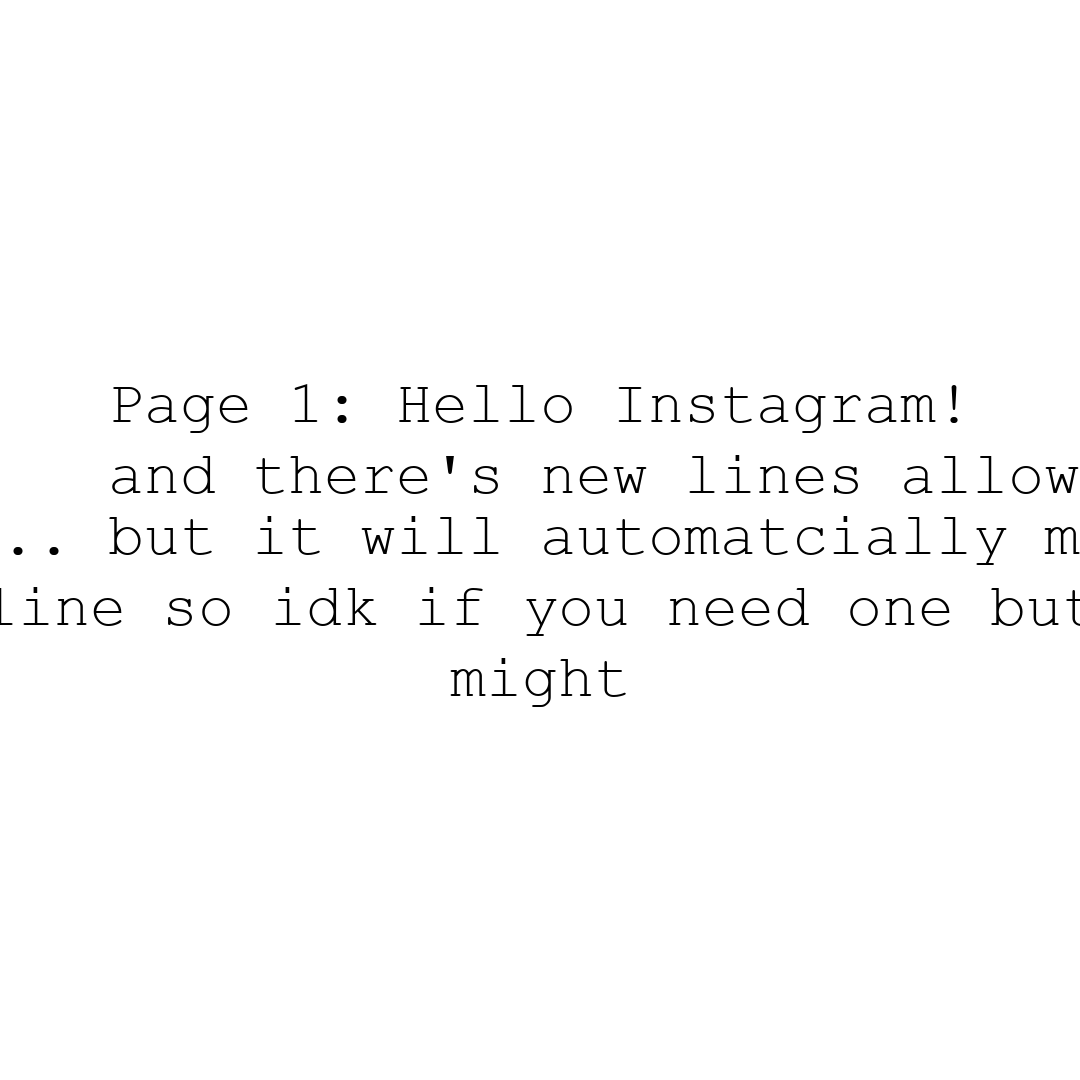 Page 1: Hello Instagram!
and there's new lines allow
.. but it will automatcially m
line so idk if you need one but
might